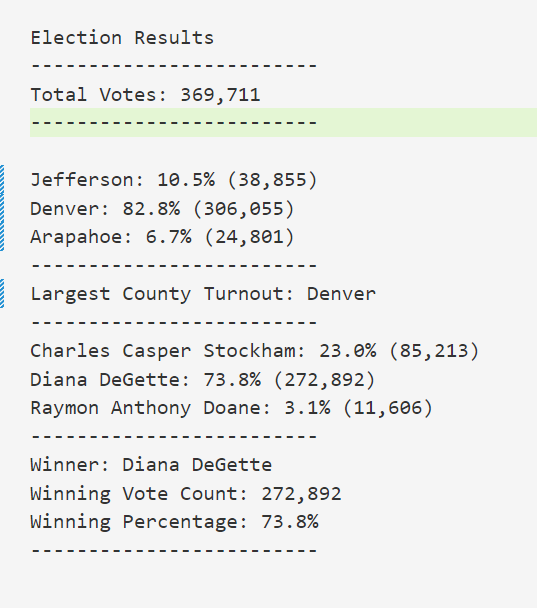 Election Results
-------------------------
Total Votes: 369,711
-------------------------
Jefferson: 10.5% (38,855)
Denver: 82.8% (306,055)
Arapahoe: 6.7% (24,801)
-------------------------
Largest County Turnout: Denver
-------------------------
Charles Casper Stockham: 23.0% (85,213)
Diana DeGette: 73.8% (272,892)
Raymon Anthony Doane: 3.1% (11,606)
-------------------------
Winner: Diana DeGette
Winning Vote Count: 272,892
Winning Percentage: 73.8%
-------------------------